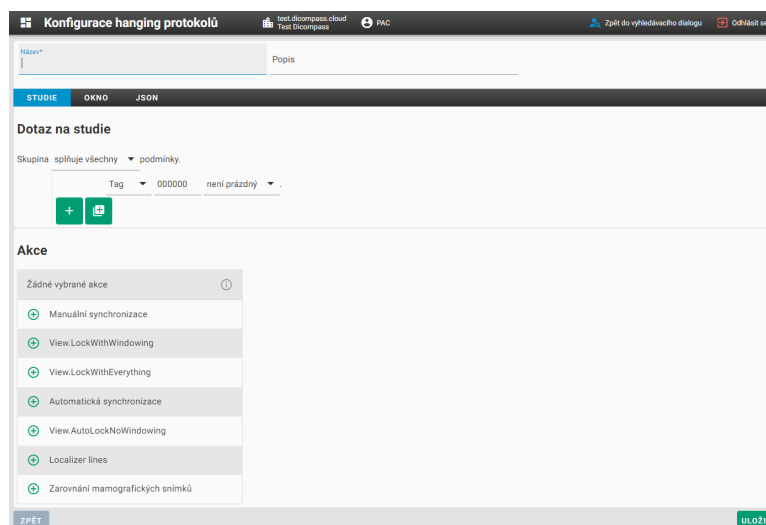 Konfigurace hanging protokolů
test.dicompass.cloud
Test Dicompass
PAC
Zpět do vyhledávacího dialogu
Odhlásit se
Název*
Popis
STUDIE OKNO JSON
Dotaz na studie
Skupina splňuje všechny podmínky.
Tag 000000 není prázdný .
Akce
Žádné vybrané akce
Manuální synchronizace
View.LockWithWindowing
View.LockWithEverything
Automatická synchronizace
View.AutoLockNoWindowing
Localizer lines
Zarovnání mamografických snímků
ZPĚT
ULOŽI